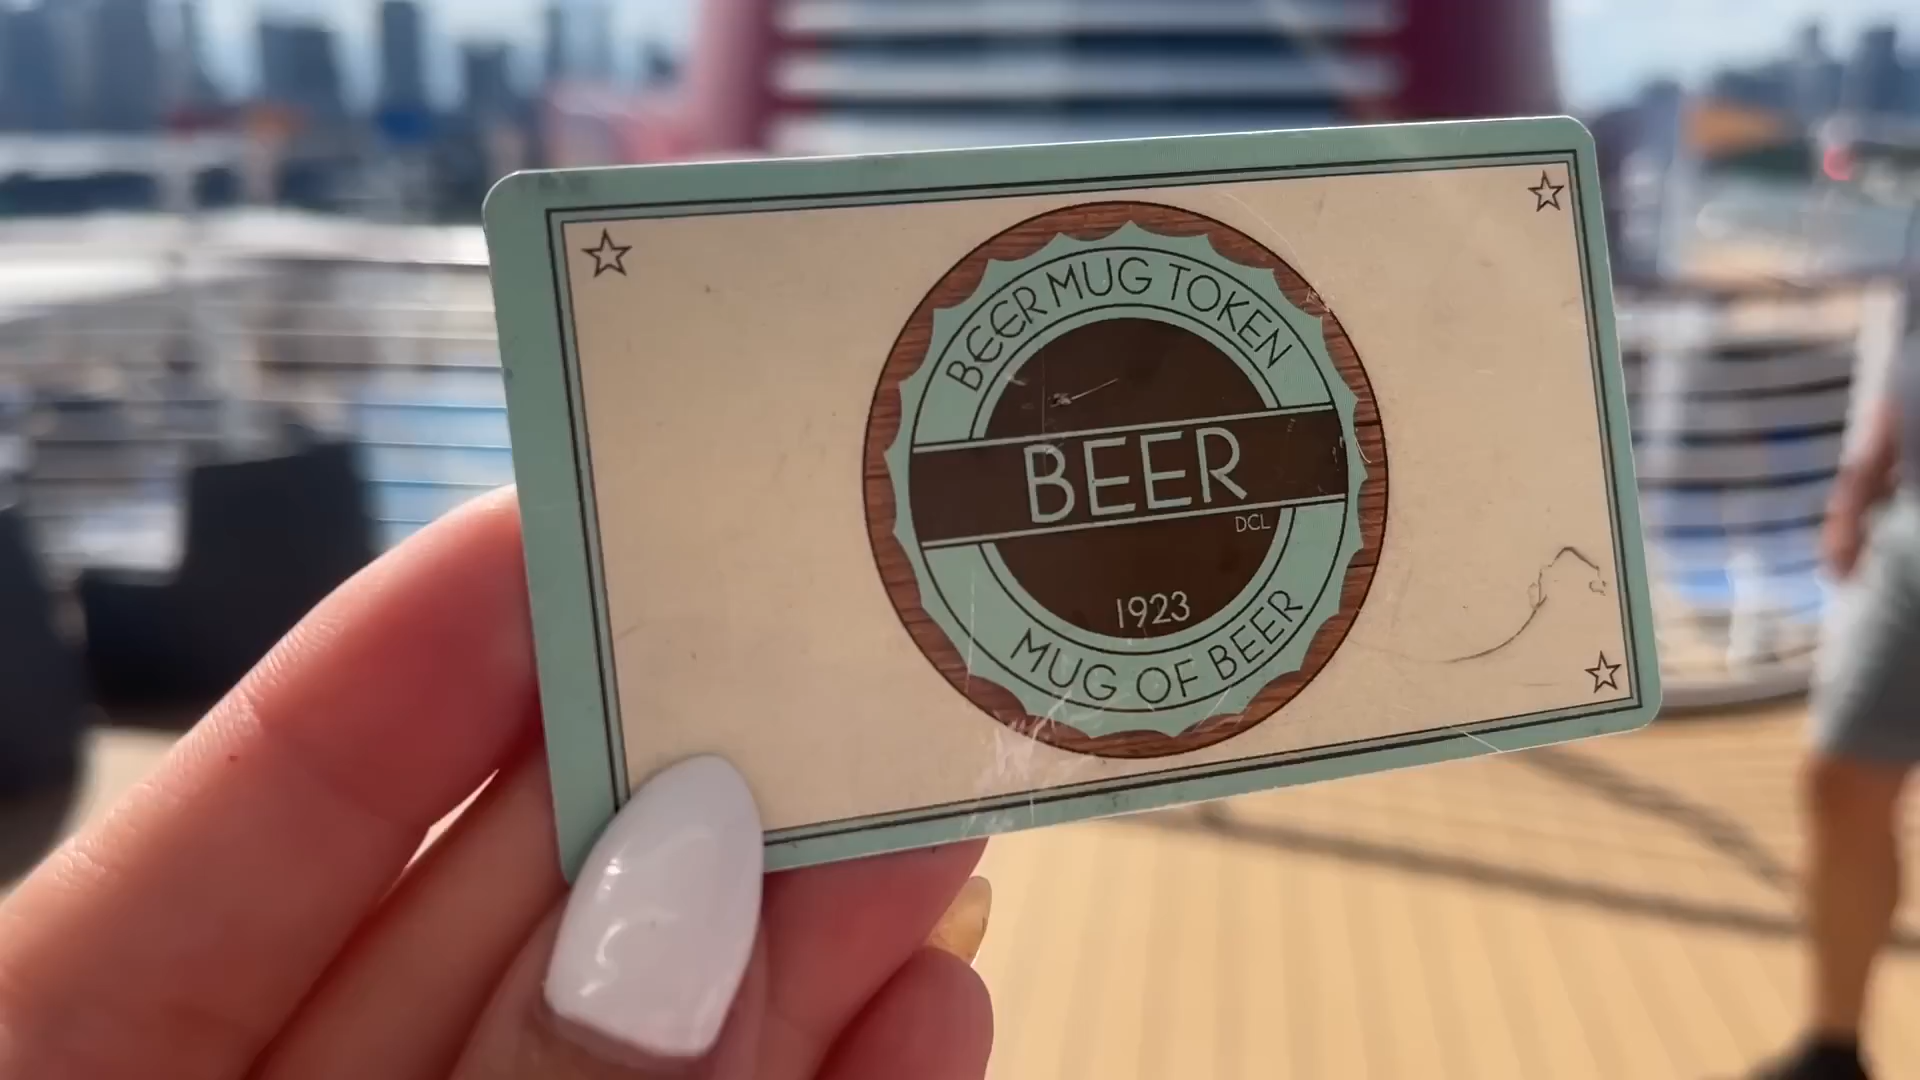 BEER MUG TOKEN
BEER
DCL
1923
MUG OF BEER